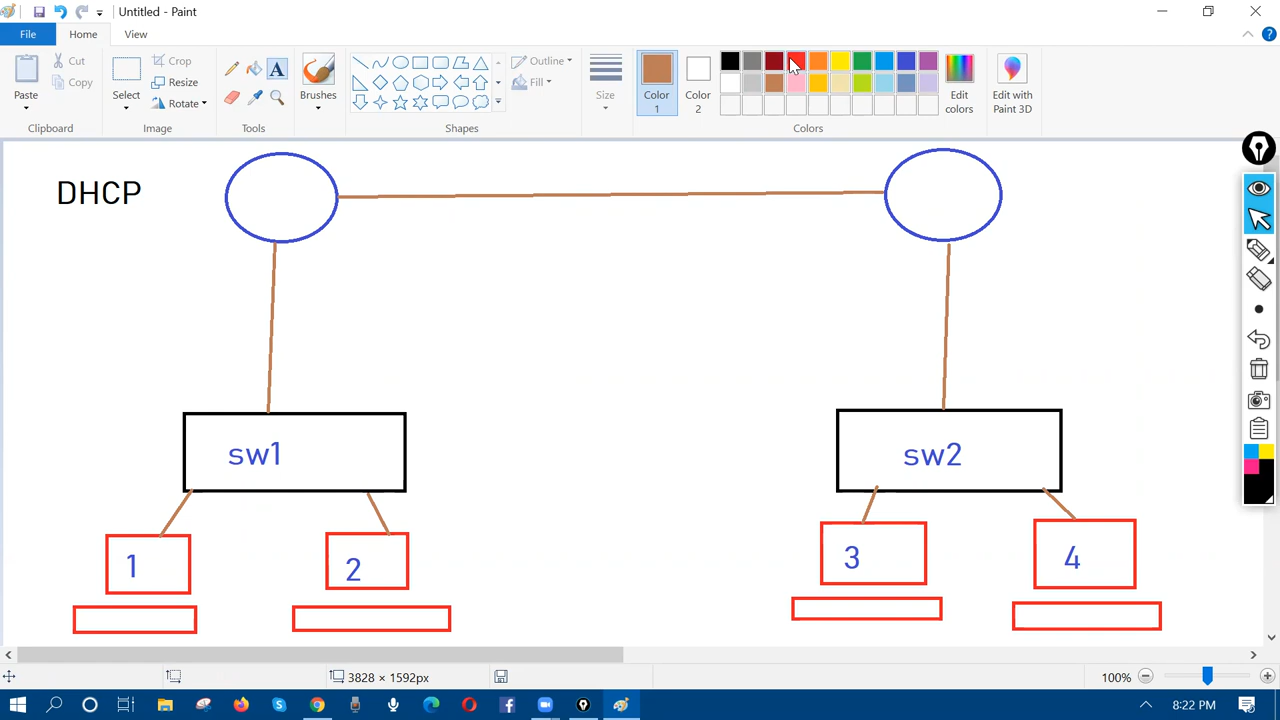 Untitled - Paint
File
Home
View
Paste
Cut
Copy
Clipboard
Select
Crop
Resize
Rotate
Image
A
Tools
Brushes
Outline
Fill
Shapes
Size
Color 1
Color 2
Edit colors
Colors
Edit with Paint 3D
DHCP
sw1
sw2
1
2
3
4
3828 × 1592px
100%
8:22 PM